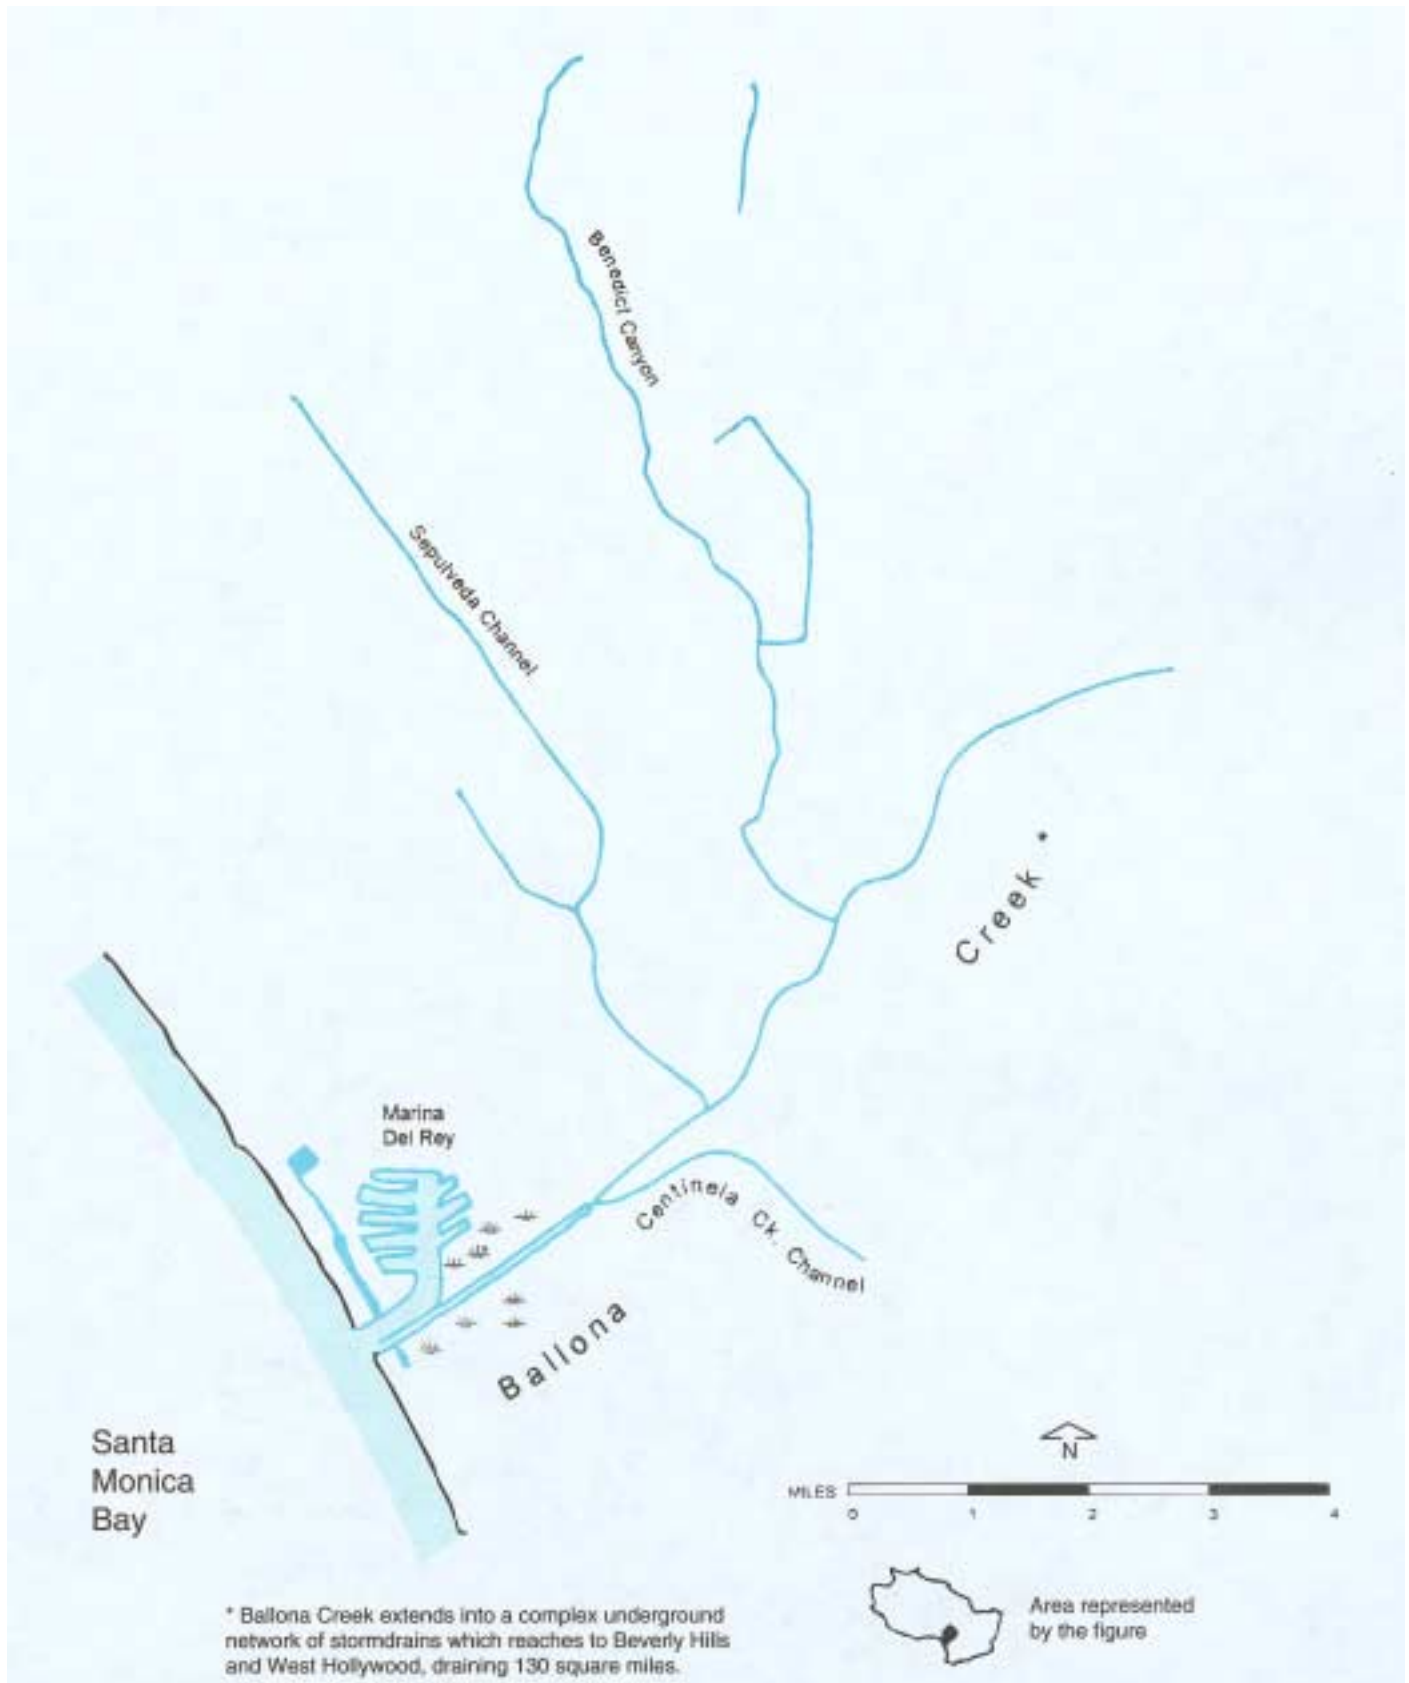 Benedict Canyon
Sepulveda Channel
Creek *
Marina
Del Rey
Centinela Ck. Channel
Ballona
Santa
Monica
Bay
N
MILES
0 1 2 3 4
Area represented
by the figure
* Ballona Creek extends into a complex underground
network of stormdrains which reaches to Beverly Hills
and West Hollywood, draining 130 square miles.